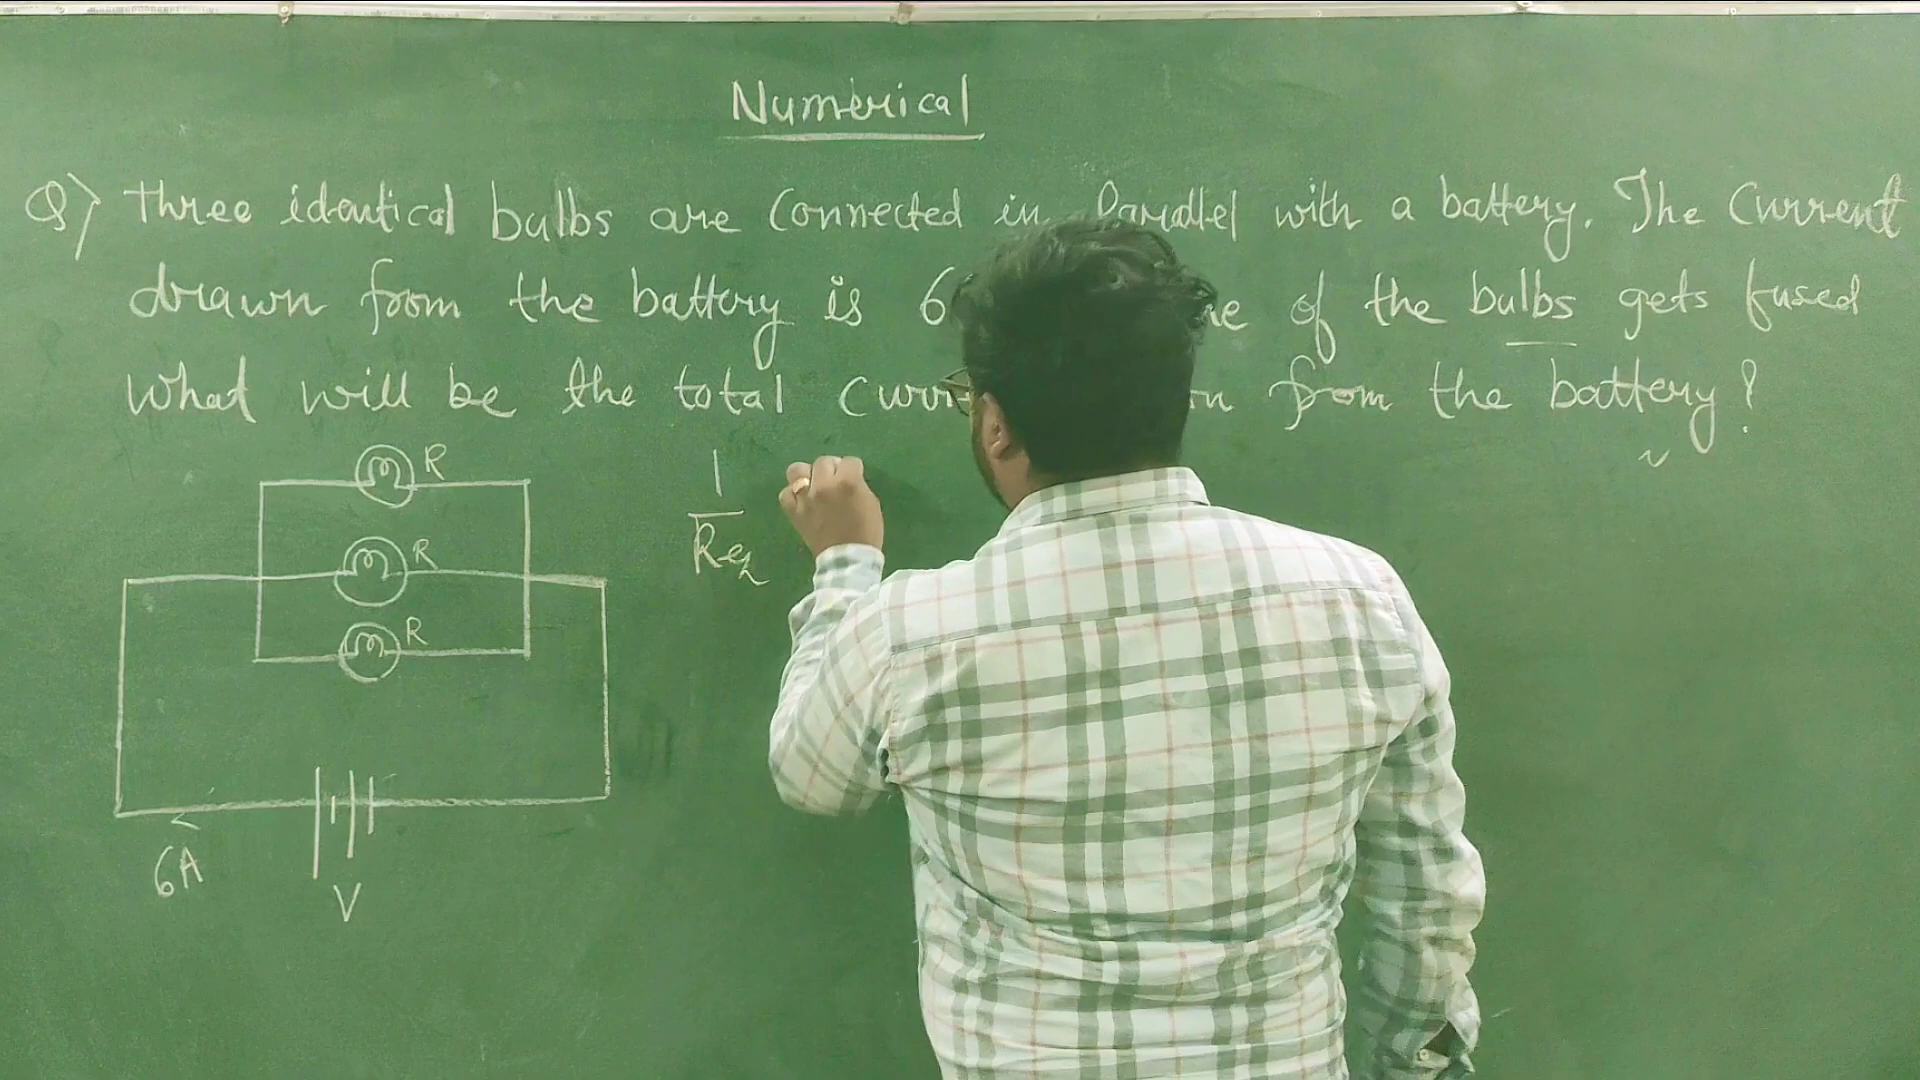 Numerical
Q) Three identical bulbs are Connected in Parallel with a battery. The Current
drawn from the battery is 6 of the bulbs gets fused
What will be the total from the battery?
R
R
R
1
Req
6A
V